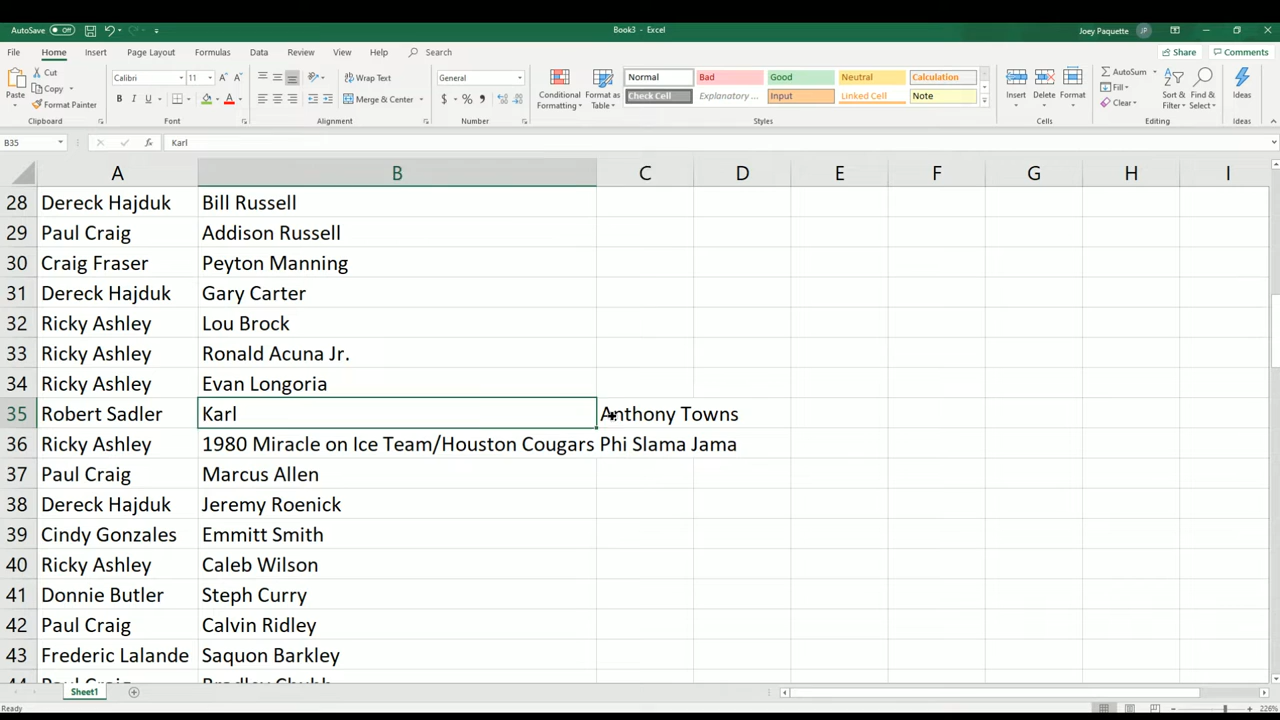 AutoSave Off Book3 - Excel Joey Paquette JP
File Home Insert Page Layout Formulas Data Review View Help Search Share Comments
Paste Cut Copy Format Painter Clipboard
Calibri 11 B I U A Font
Wrap Text Merge & Center Alignment
General $ % , Number
Conditional Formatting Format as Table
Normal Bad Good Neutral Calculation
Check Cell Explanatory ... Input Linked Cell Note
Styles
Insert Delete Format Cells
AutoSum Fill Clear Sort & Filter Find & Select Editing
Ideas Ideas
B35 fx Karl
A B C D E F G H I
28 Dereck Hajduk Bill Russell
29 Paul Craig Addison Russell
30 Craig Fraser Peyton Manning
31 Dereck Hajduk Gary Carter
32 Ricky Ashley Lou Brock
33 Ricky Ashley Ronald Acuna Jr.
34 Ricky Ashley Evan Longoria
35 Robert Sadler Karl Anthony Towns
36 Ricky Ashley 1980 Miracle on Ice Team/Houston Cougars Phi Slama Jama
37 Paul Craig Marcus Allen
38 Dereck Hajduk Jeremy Roenick
39 Cindy Gonzales Emmitt Smith
40 Ricky Ashley Caleb Wilson
41 Donnie Butler Steph Curry
42 Paul Craig Calvin Ridley
43 Frederic Lalande Saquon Barkley
Sheet1
Ready 226%